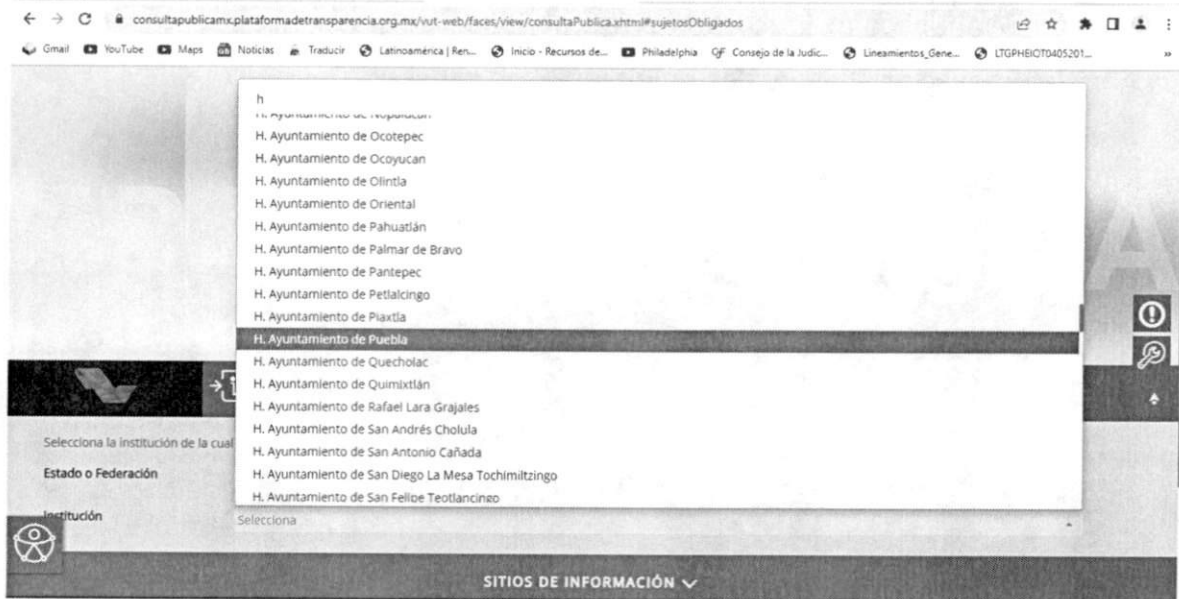 consultapublicamx.plataformadetransparencia.org.mx/vut-web/faces/view/consultaPublica.xhtml#sujetosObligados
Gmail YouTube Maps Noticias Traducir Latinoamérica | Ren... Inicio - Recursos de... Philadelphia Consejo de la Judic... Lineamientos_Gene... LTGPHEIOT0405201... »
h
H. Ayuntamiento de Nopalucan
H. Ayuntamiento de Ocotepec
H. Ayuntamiento de Ocoyucan
H. Ayuntamiento de Olintla
H. Ayuntamiento de Oriental
H. Ayuntamiento de Pahuatlán
H. Ayuntamiento de Palmar de Bravo
H. Ayuntamiento de Pantepec
H. Ayuntamiento de Petlalcingo
H. Ayuntamiento de Piaxtla
H. Ayuntamiento de Puebla
H. Ayuntamiento de Quecholac
H. Ayuntamiento de Quimixtlán
H. Ayuntamiento de Rafael Lara Grajales
H. Ayuntamiento de San Andrés Cholula
H. Ayuntamiento de San Antonio Cañada
H. Ayuntamiento de San Diego La Mesa Tochimiltzingo
H. Ayuntamiento de San Felipe Teotlancingo
Selecciona la institución de la cual
Estado o Federación
Institución
Selecciona
SITIOS DE INFORMACIÓN